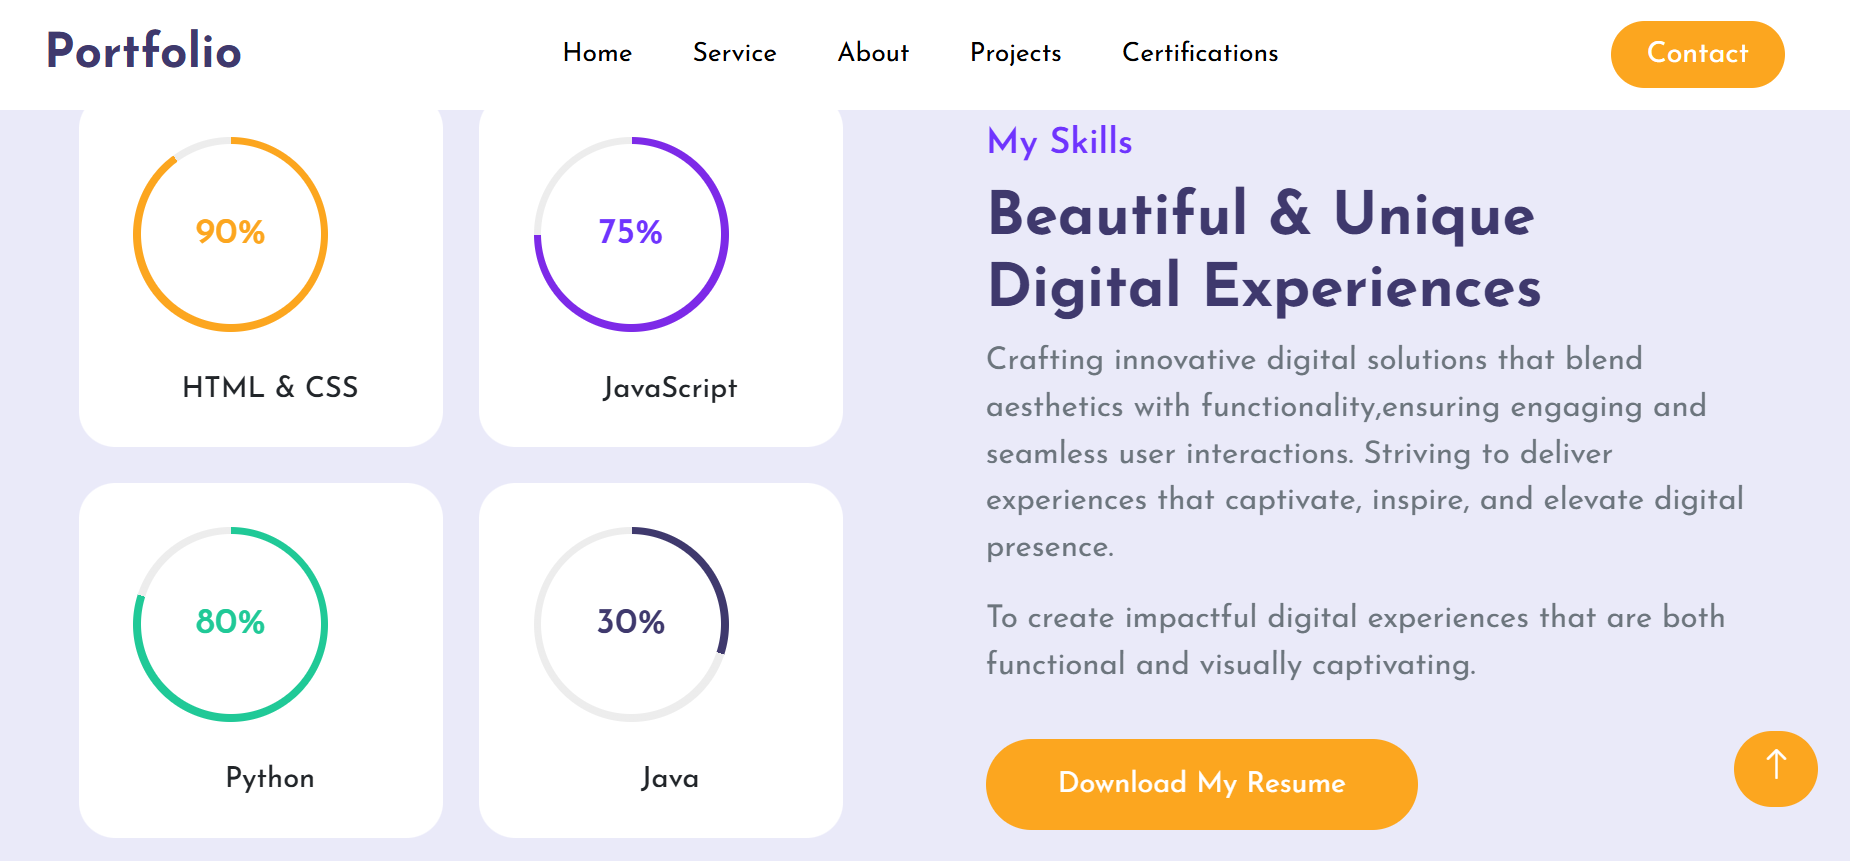 Portfolio
Home Service About Projects Certifications
Contact
90%
HTML & CSS
75%
JavaScript
80%
Python
30%
Java
My Skills
Beautiful & Unique
Digital Experiences
Crafting innovative digital solutions that blend
aesthetics with functionality,ensuring engaging and
seamless user interactions. Striving to deliver
experiences that captivate, inspire, and elevate digital
presence.
To create impactful digital experiences that are both
functional and visually captivating.
Download My Resume